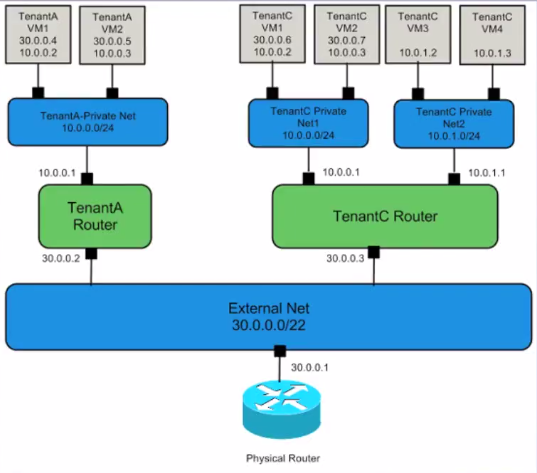 TenantA
VM1
30.0.0.4
10.0.0.2
TenantA
VM2
30.0.0.5
10.0.0.3
TenantC
VM1
30.0.0.6
10.0.0.2
TenantC
VM2
30.0.0.7
10.0.0.3
TenantC
VM3
10.0.1.2
TenantC
VM4
10.0.1.3
TenantA-Private Net
10.0.0.0/24
TenantC Private
Net1
10.0.0.0/24
TenantC Private
Net2
10.0.1.0/24
10.0.0.1
10.0.0.1
10.0.1.1
TenantA
Router
TenantC Router
30.0.0.2
30.0.0.3
External Net
30.0.0.0/22
30.0.0.1
Physical Router